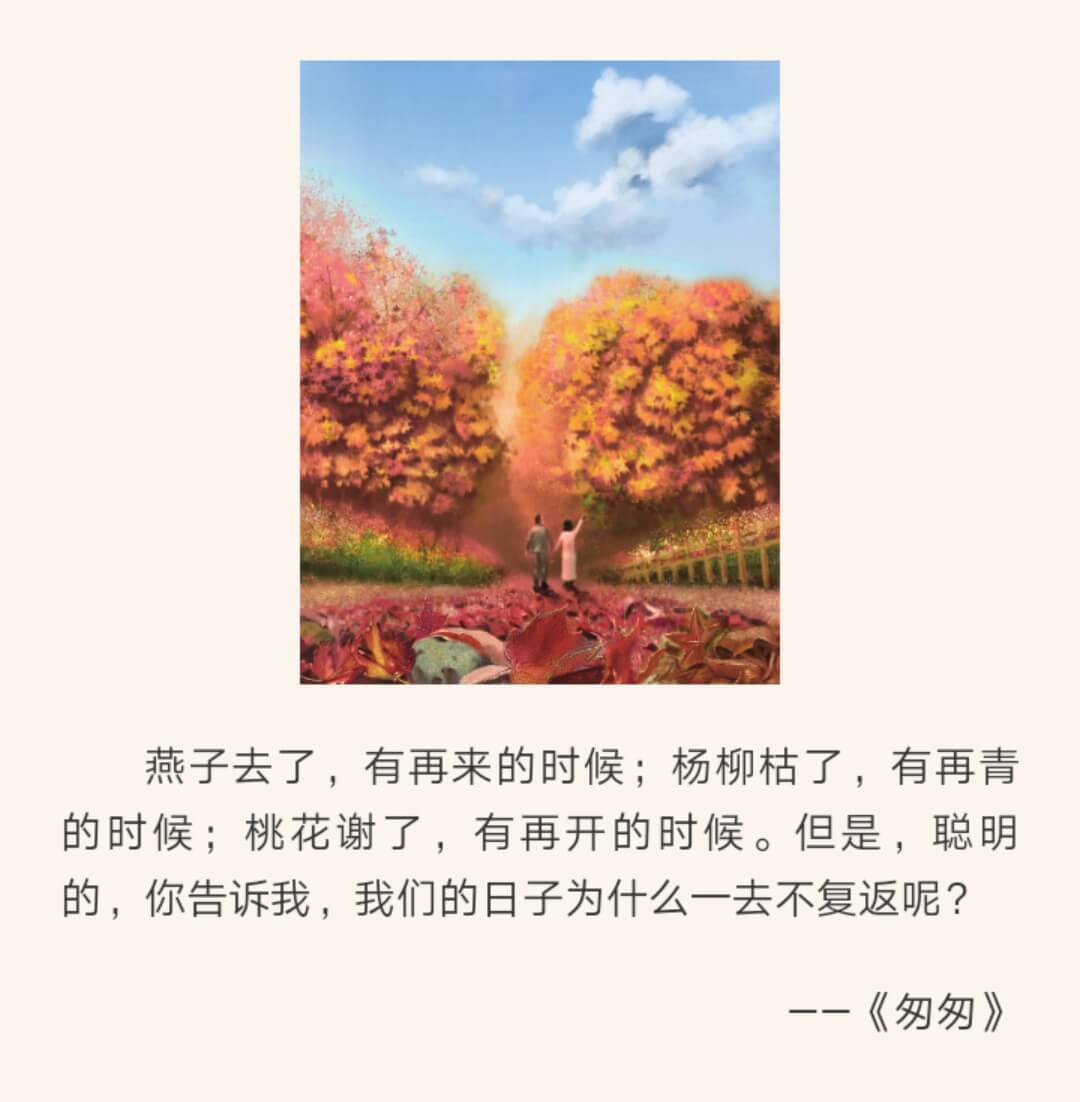 燕子去了，有再来的时候；杨柳枯了，有再青
的时候；桃花谢了，有再开的时候。但是，聪明
的，你告诉我，我们的日子为什么一去不复返呢？
——《匆匆》